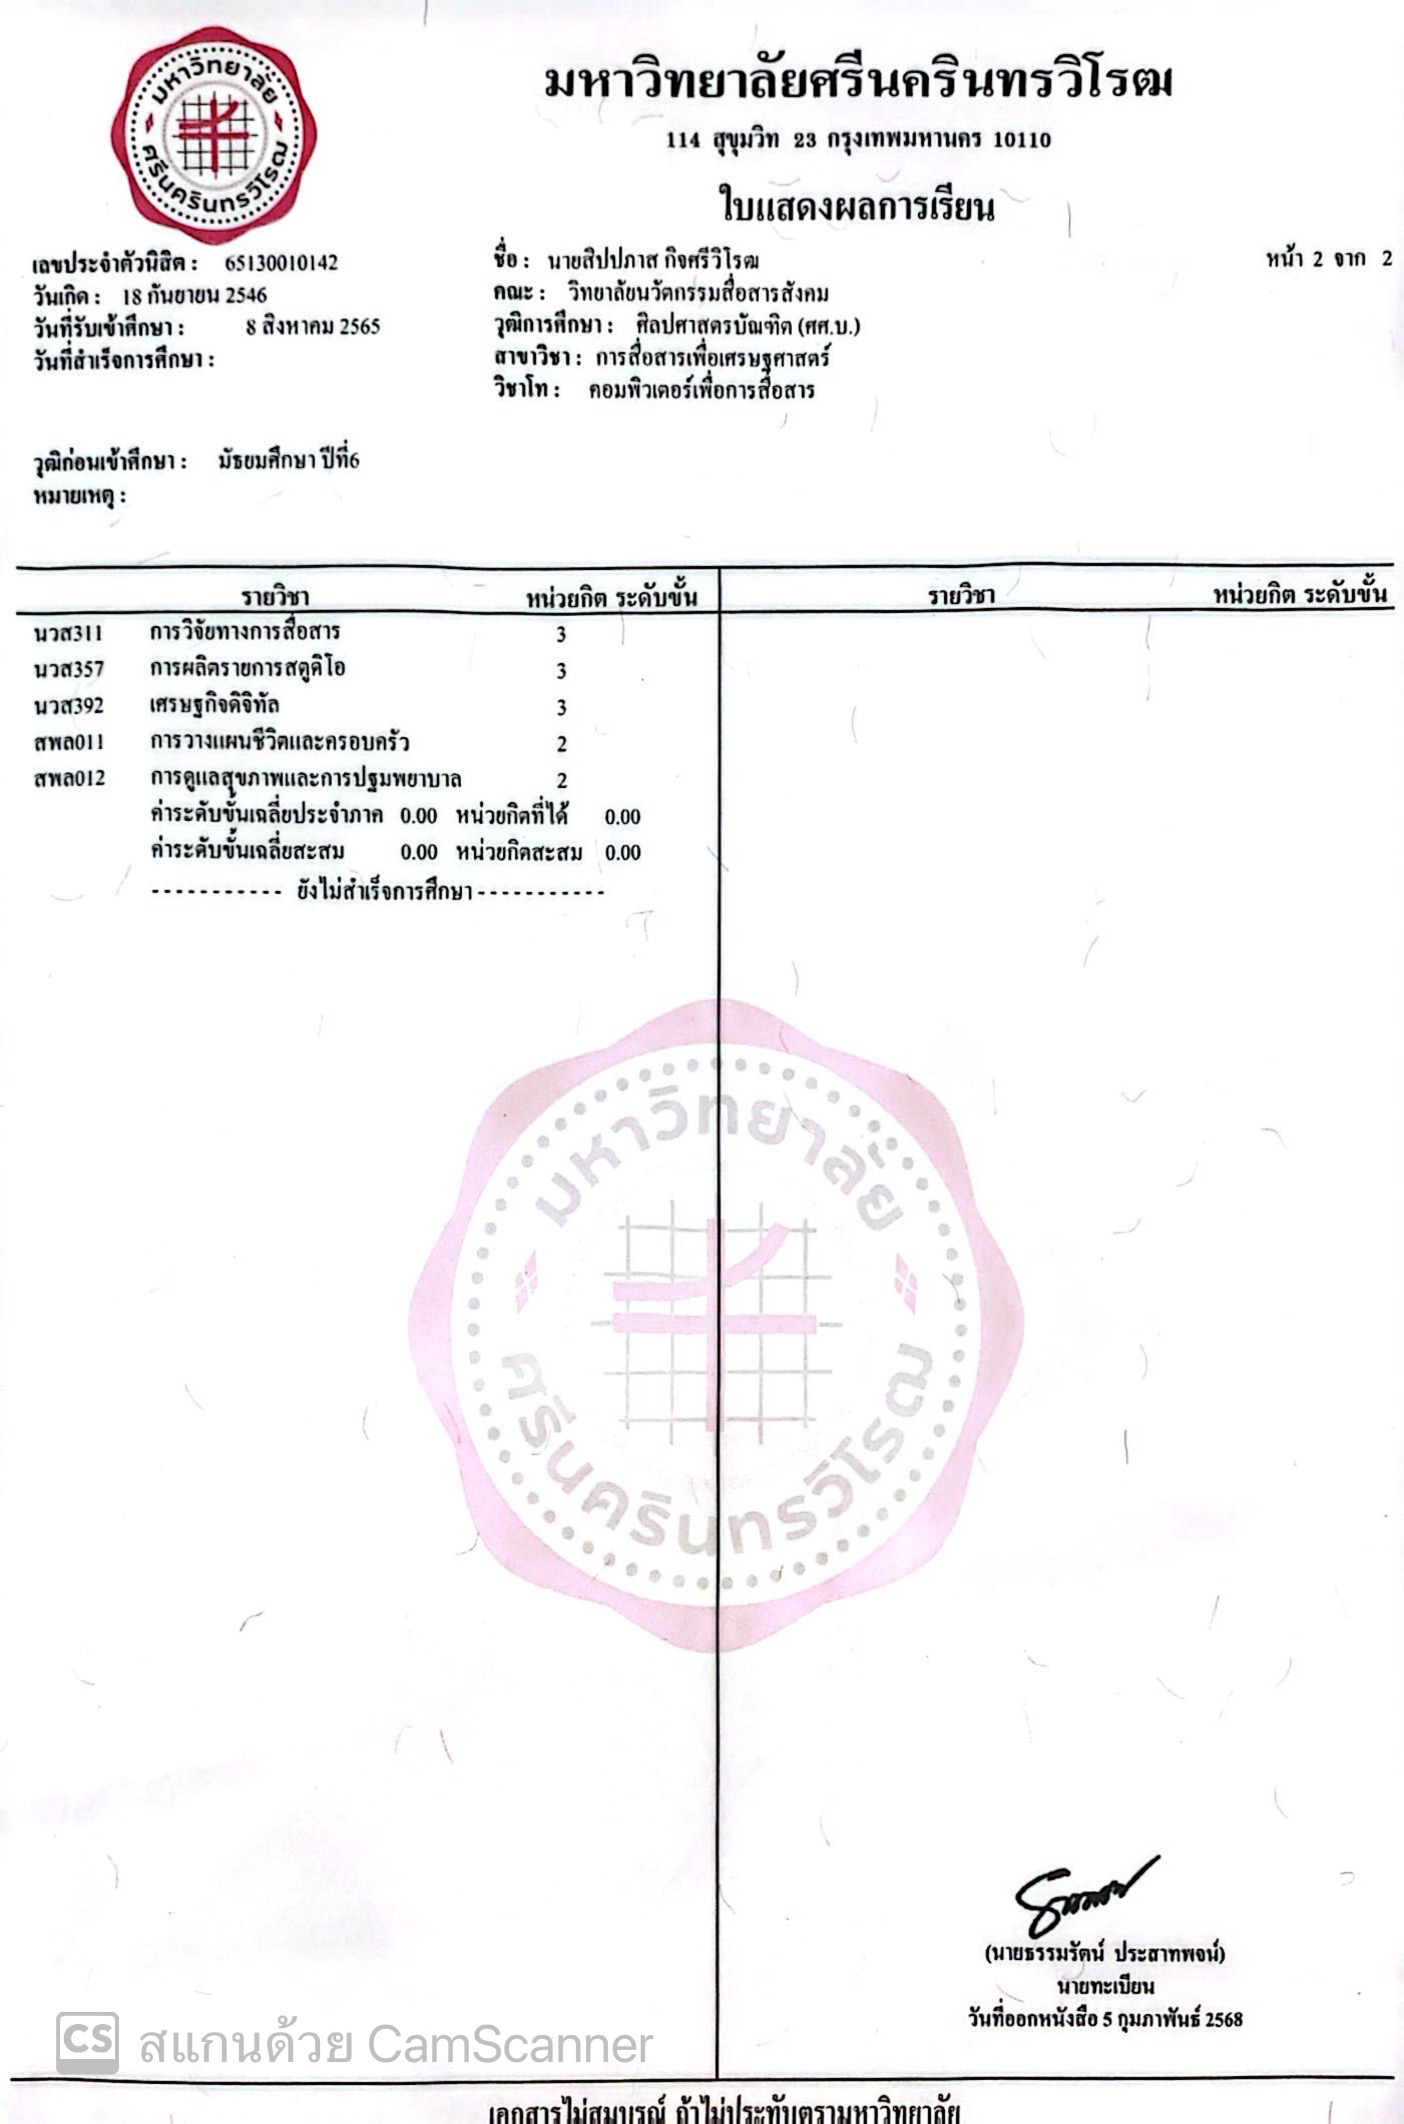 มหาวิทยาลัย
ศรีนครินทรวิโรฒ
มหาวิทยาลัยศรีนครินทรวิโรฒ
114 สุขุมวิท 23 กรุงเทพมหานคร 10110
ใบแสดงผลการเรียน
เลขประจำตัวนิสิต : 65130010142
ชื่อ : นายสิปปภาส กิจศรีวิโรฒ
หน้า 2 จาก 2
วันเกิด : 18 กันยายน 2546
คณะ : วิทยาลัยนวัตกรรมสื่อสารสังคม
วันที่รับเข้าศึกษา : 8 สิงหาคม 2565
วุฒิการศึกษา : ศิลปศาสตรบัณฑิต (ศศ.บ.)
วันที่สำเร็จการศึกษา :
สาขาวิชา : การสื่อสารเพื่อเศรษฐศาสตร์
วิชาโท : คอมพิวเตอร์เพื่อการสื่อสาร
วุฒิก่อนเข้าศึกษา : มัธยมศึกษา ปีที่6
หมายเหตุ :
รายวิชา หน่วยกิต ระดับขั้น รายวิชา หน่วยกิต ระดับขั้น
นวส311 การวิจัยทางการสื่อสาร 3
นวส357 การผลิตรายการสตูดิโอ 3
นวส392 เศรษฐกิจดิจิทัล 3
สพล011 การวางแผนชีวิตและครอบครัว 2
สพล012 การดูแลสุขภาพและการปฐมพยาบาล 2
ค่าระดับขั้นเฉลี่ยประจำภาค 0.00 หน่วยกิตที่ได้ 0.00
ค่าระดับขั้นเฉลี่ยสะสม 0.00 หน่วยกิตสะสม 0.00
----------- ยังไม่สำเร็จการศึกษา -----------
มหาวิทยาลัย
ศรีนครินทรวิโรฒ
(นายธรรมรัตน์ ประสาทพจน์)
นายทะเบียน
วันที่ออกหนังสือ 5 กุมภาพันธ์ 2568
CS สแกนด้วย CamScanner
เอกสารไม่สมบูรณ์ ถ้าไม่ประทับตรามหาวิทยาลัย